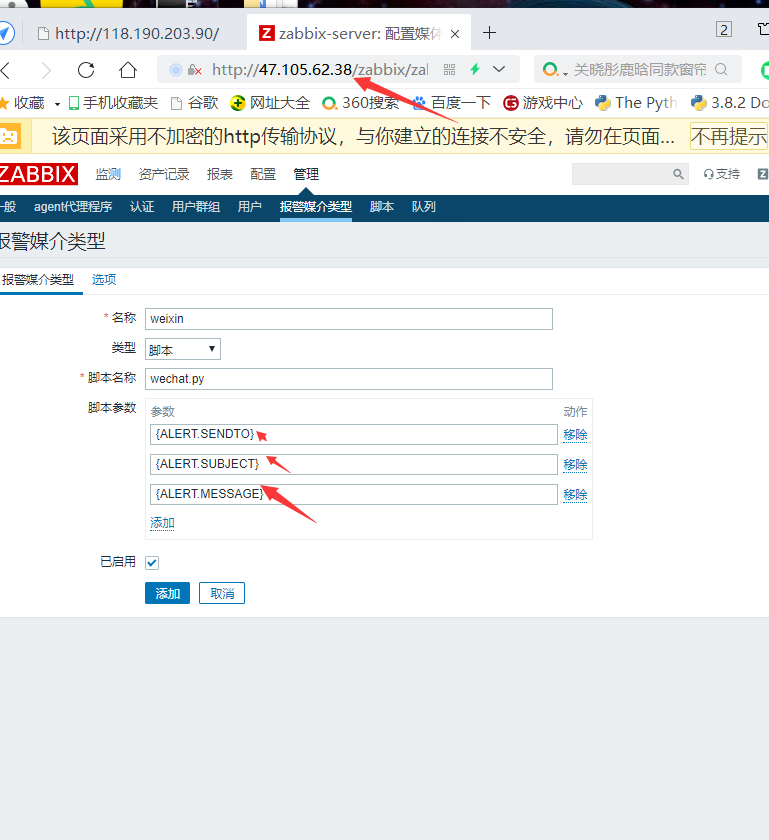 http://118.190.203.90/
Z zabbix-server: 配置媒体
2
http://47.105.62.38/zabbix/zal
关晓彤鹿晗同款窗帘
收藏 手机收藏夹 谷歌 网址大全 360搜索 百度一下 游戏中心 The Pyth 3.8.2 Do
该页面采用不加密的http传输协议，与你建立的连接不安全，请勿在页面... 不再提示
ZABBIX 监测 资产记录 报表 配置 管理 支持 Z
一般 agent代理程序 认证 用户群组 用户 报警媒介类型 脚本 队列
报警媒介类型
报警媒介类型 选项
* 名称 weixin
类型 脚本
* 脚本名称 wechat.py
脚本参数 参数 动作
{ALERT.SENDTO} 移除
{ALERT.SUBJECT} 移除
{ALERT.MESSAGE} 移除
添加
已启用
添加 取消